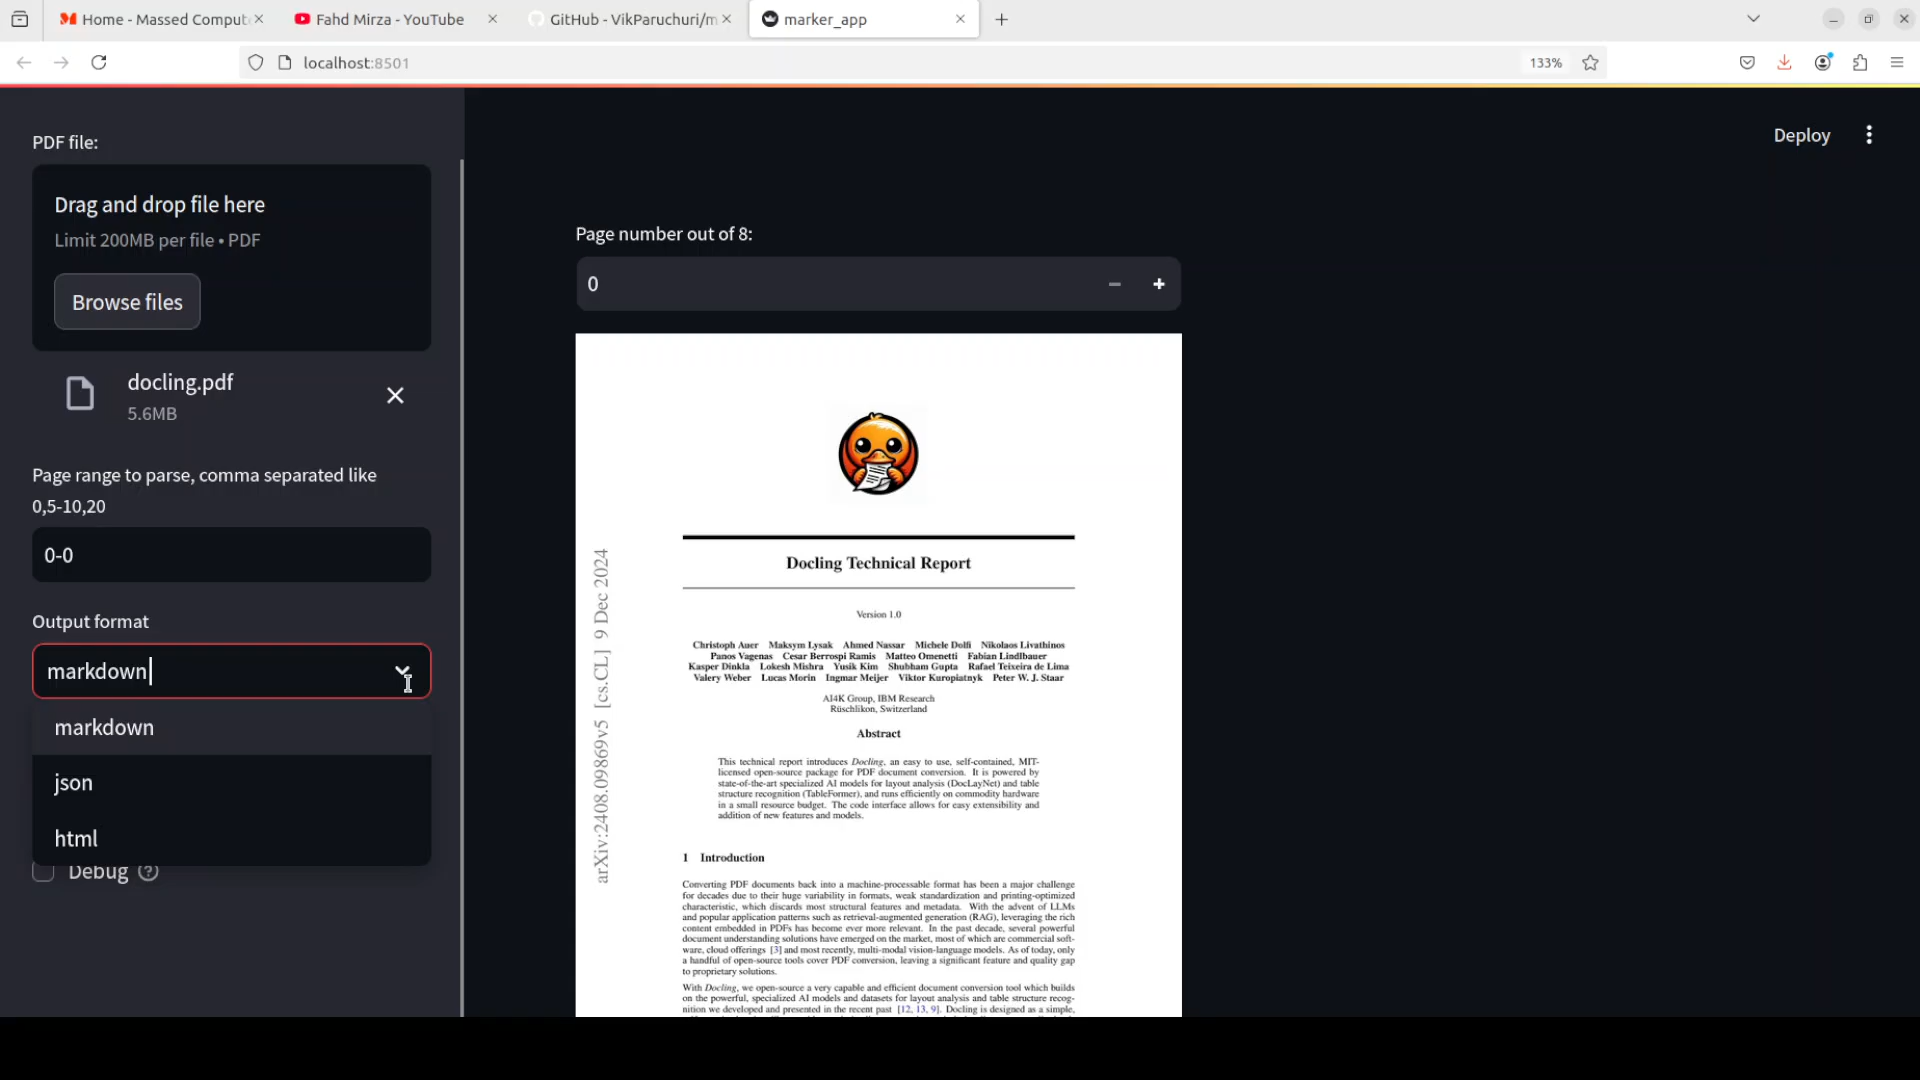 Home - Massed Comput
Fahd Mirza - YouTube
GitHub - VikParuchuri/m
marker_app
localhost:8501
133%
PDF file:
Drag and drop file here
Limit 200MB per file • PDF
Browse files
docling.pdf
5.6MB
Page range to parse, comma separated like
0,5-10,20
0-0
Output format
markdown
markdown
json
html
Debug
Deploy
Page number out of 8:
0
arXiv:2408.09869v5 [cs.CL] 9 Dec 2024
Docling Technical Report
Version 1.0
Christoph Auer Maksym Lysak Ahmed Nassar Michele Dolfi Nikolaos Livathinos
Panos Vagenas Cesar Berrospi Ramis Matteo Omenetti Fabian Lindlbauer
Kasper Dinkla Lokesh Mishra Yusik Kim Shubham Gupta Rafael Teixeira de Lima
Valery Weber Lucas Morin Ingmar Meijer Viktor Kuropiatnyk Peter W. J. Staar
AI4K Group, IBM Research
Rüschlikon, Switzerland
Abstract
This technical report introduces Docling, an easy to use, self-contained, MIT-
licensed open-source package for PDF document conversion. It is powered by
state-of-the-art specialized AI models for layout analysis (DocLayNet) and table
structure recognition (TableFormer), and runs efficiently on commodity hardware
in a small resource budget. The code interface allows for easy extensibility and
addition of new features and models.
1 Introduction
Converting PDF documents back into a machine-processable format has been a major challenge
for decades due to their huge variability in formats, weak standardization and printing-optimized
characteristic, which discards most structural features and metadata. With the advent of LLMs
and popular application patterns such as retrieval-augmented generation (RAG), leveraging the rich
content embedded in PDFs has become ever more relevant. In the past decade, several powerful
document understanding solutions have emerged on the market, most of which are commercial soft-
ware, cloud offerings [3] and most recently, multi-modal vision-language models. As of today, only
a handful of open-source tools cover PDF conversion, leaving a significant feature and quality gap
to proprietary solutions.
With Docling, we open-source a very capable and efficient document conversion tool which builds
on the powerful, specialized AI models and datasets for layout analysis and table structure recog-
nition we developed and presented in the recent past [12, 13, 9]. Docling is designed as a simple,